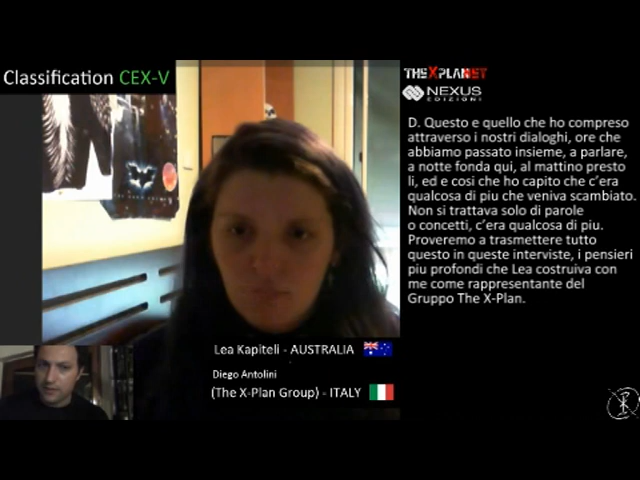 Classification CEX-V
THEXPLANET
NEXUS
EDIZIONI
D. Questo e quello che ho compreso
attraverso i nostri dialoghi, ore che
abbiamo passato insieme, a parlare,
a notte fonda qui, al mattino presto
li, ed e cosi che ho capito che c'era
qualcosa di piu che veniva scambiato.
Non si trattava solo di parole
o concetti, c'era qualcosa di piu.
Proveremo a trasmettere tutto
questo in queste interviste, i pensieri
piu profondi che Lea costruiva con
me come rappresentante del
Gruppo The X-Plan.
Lea Kapiteli - AUSTRALIA
Diego Antolini
(The X-Plan Group) - ITALY